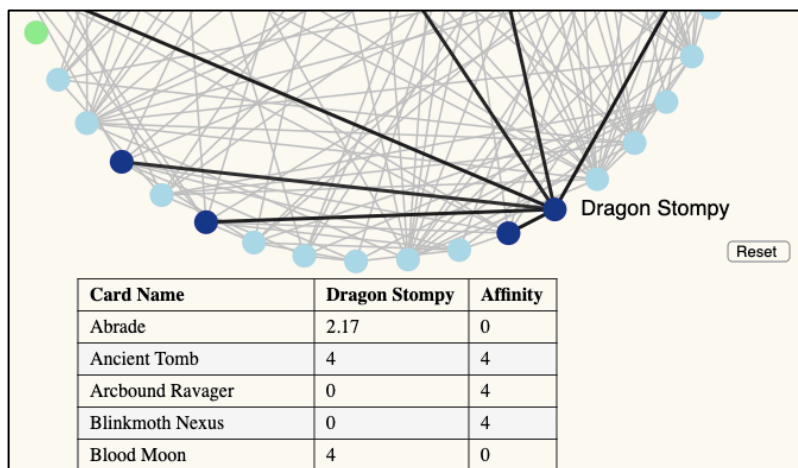 Dragon Stompy
Reset
Card Name Dragon Stompy Affinity
Abrade 2.17 0
Ancient Tomb 4 4
Arcbound Ravager 0 4
Blinkmoth Nexus 0 4
Blood Moon 4 0